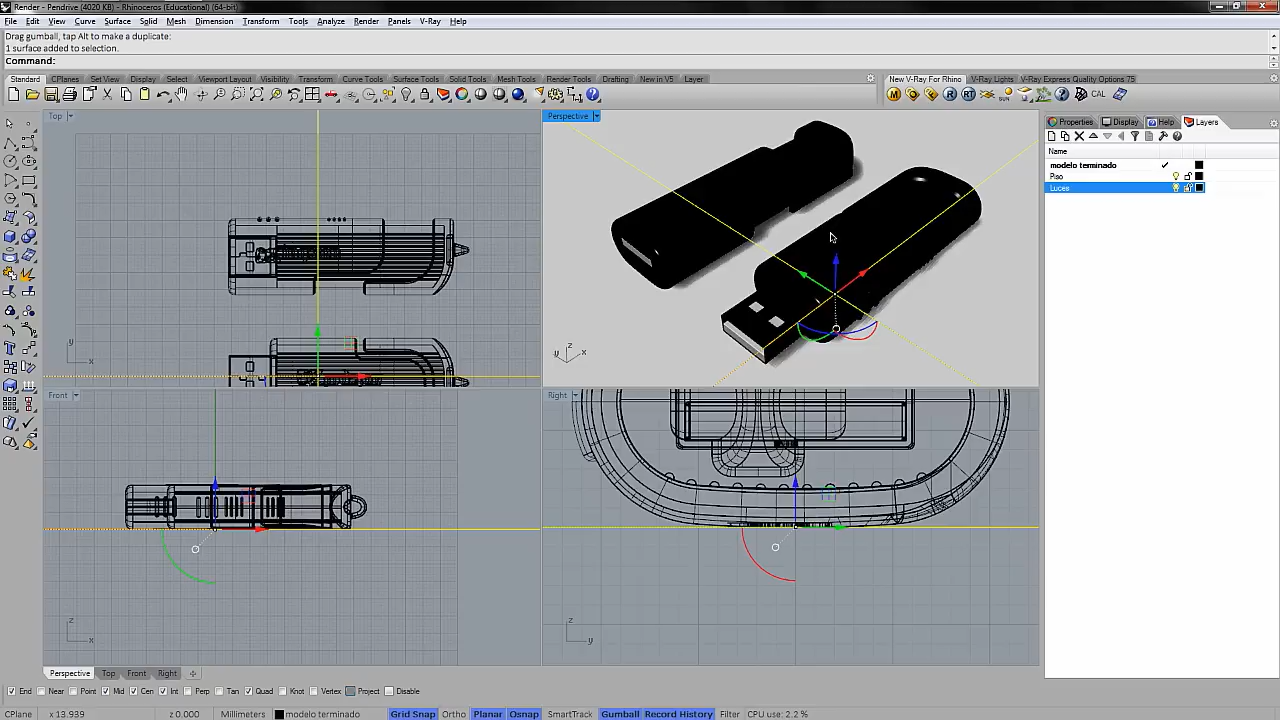 Render - Pendrive (4020 KB) - Rhinoceros (Educational) (64-bit)
File Edit View Curve Surface Solid Mesh Dimension Transform Tools Analyze Render Panels V-Ray Help
Drag gumball, tap Alt to make a duplicate:
1 surface added to selection.
Command:
Standard CPlanes Set View Display Select Viewport Layout Visibility Transform Curve Tools Surface Tools Solid Tools Mesh Tools Render Tools Drafting New in V5 Layer
New V-Ray For Rhino V-Ray Lights V-Ray Express Quality Options 75
M R RT SUN CAL
Top
Perspective
Properties Display Help Layers
Name
modelo terminado
Piso
Luces
y x
z y x
Front
Right
z x
z y
Perspective Top Front Right
End Near Point Mid Cen Int Perp Tan Quad Knot Vertex Project Disable
CPlane x 13.939 z 0.000 Millimeters modelo terminado Grid Snap Ortho Planar Osnap SmartTrack Gumball Record History Filter CPU use: 2.2 %